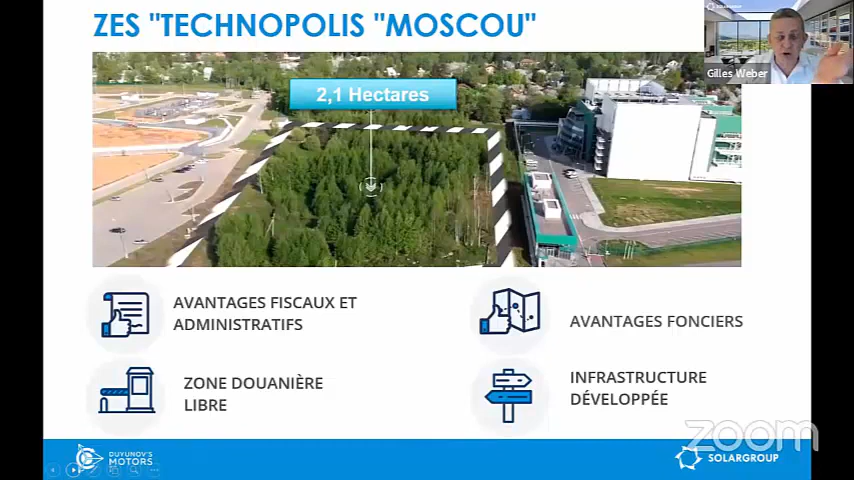 ZES "TECHNOPOLIS "MOSCOU"
SOLARGROUP
Gilles Weber
2,1 Hectares
AVANTAGES FISCAUX ET
ADMINISTRATIFS
AVANTAGES FONCIERS
ZONE DOUANIÈRE
LIBRE
INFRASTRUCTURE
DÉVELOPPÉE
zoom
DUYUNOV'S
MOTORS
SOLARGROUP